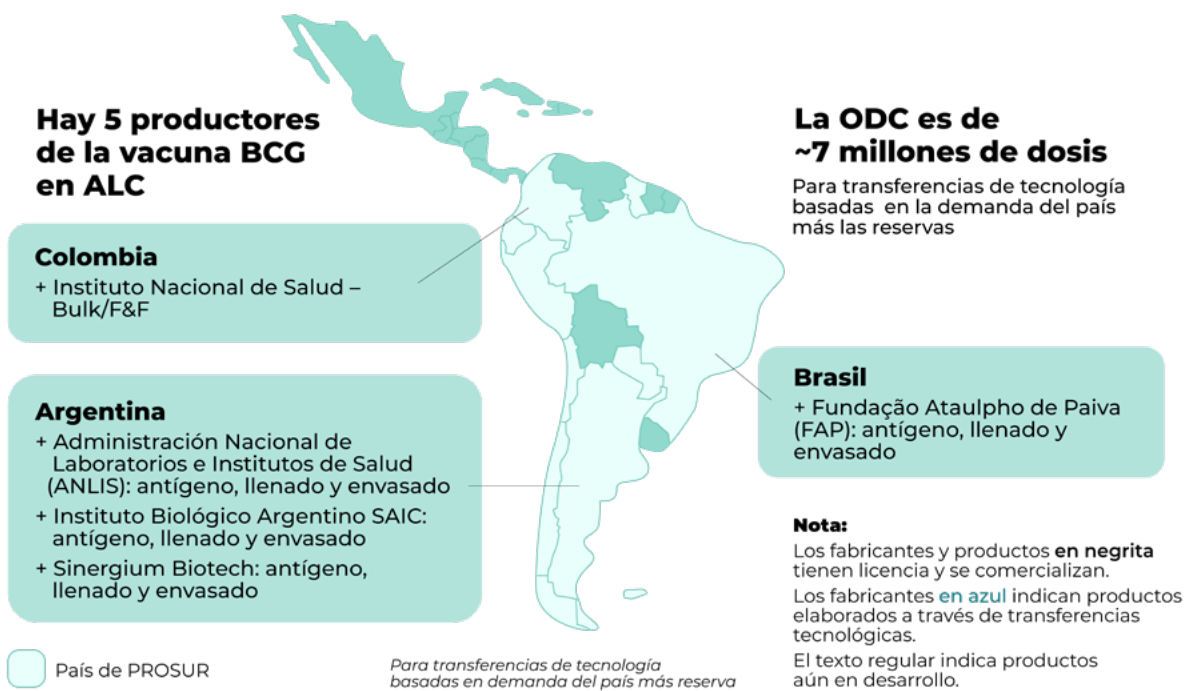 Hay 5 productores
de la vacuna BCG
en ALC
La ODC es de
~7 millones de dosis
Para transferencias de tecnología
basadas en la demanda del país
más las reservas
Colombia
+ Instituto Nacional de Salud –
Bulk/F&F
Argentina
+ Administración Nacional de
Laboratorios e Institutos de Salud
(ANLIS): antígeno, llenado y envasado
+ Instituto Biológico Argentino SAIC:
antígeno, llenado y envasado
+ Sinergium Biotech: antígeno,
llenado y envasado
Brasil
+ Fundação Ataulpho de Paiva
(FAP): antígeno, llenado y
envasado
Nota:
Los fabricantes y productos en negrita
tienen licencia y se comercializan.
Los fabricantes en azul indican productos
elaborados a través de transferencias
tecnológicas.
El texto regular indica productos
aún en desarrollo.
País de PROSUR
Para transferencias de tecnología
basadas en demanda del país más reserva